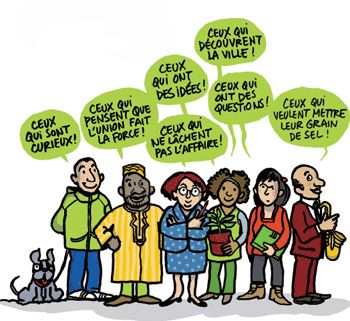 CEUX
QUI SONT
CURIEUX !
CEUX QUI
PENSENT QUE
L'UNION FAIT
LA FORCE !
CEUX
QUI ONT
DES IDÉES !
CEUX QUI
NE LÂCHENT
PAS L'AFFAIRE !
CEUX QUI
DÉCOUVRENT
LA VILLE !
CEUX QUI
ONT DES
QUESTIONS !
CEUX QUI
VEULENT METTRE
LEUR GRAIN
DE SEL !